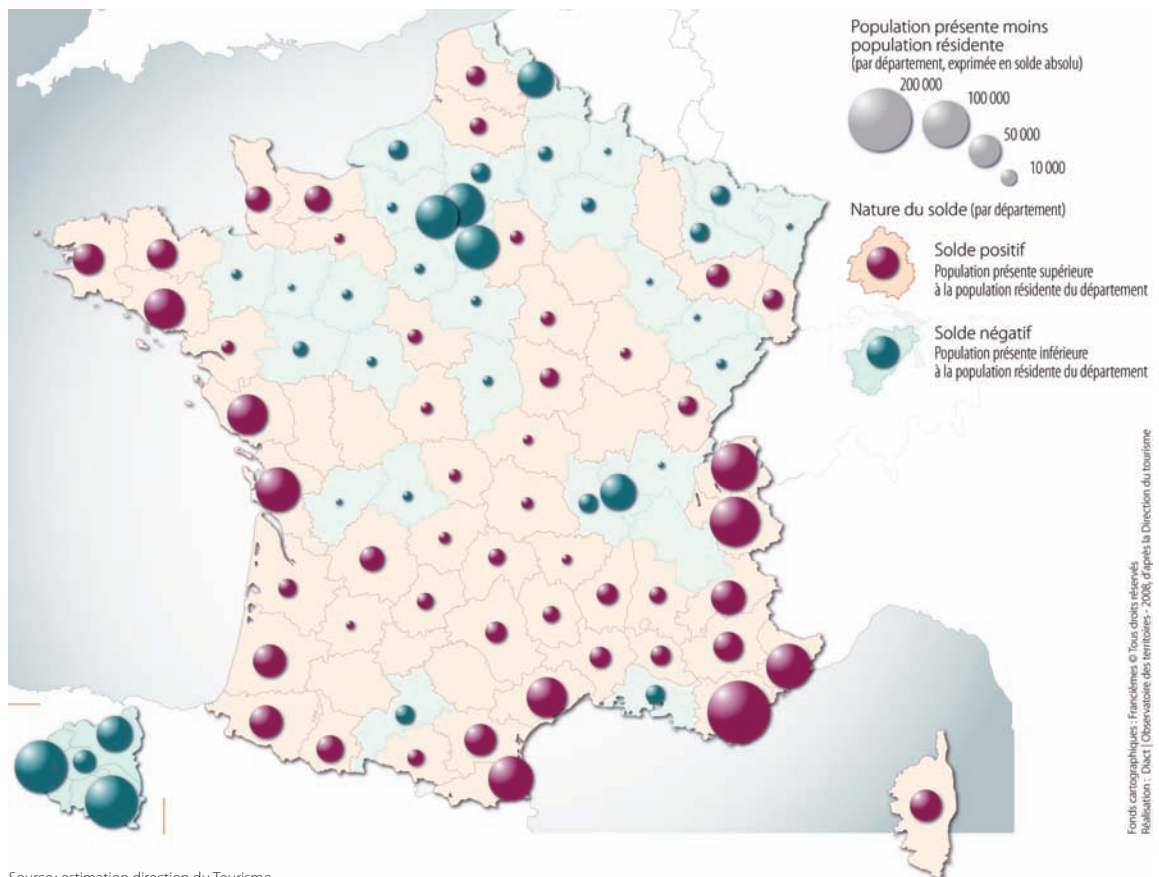 Population présente moins
population résidente
(par département, exprimée en solde absolu)
200 000
100 000
50 000
10 000
Nature du solde (par département)
Solde positif
Population présente supérieure
à la population résidente du département
Solde négatif
Population présente inférieure
à la population résidente du département
Fonds cartographiques : Francièmes © Tous droits réservés
Réalisation : Diact | Observatoire des territoires - 2008, d'après la Direction du tourisme
Source: estimation direction du Tourisme